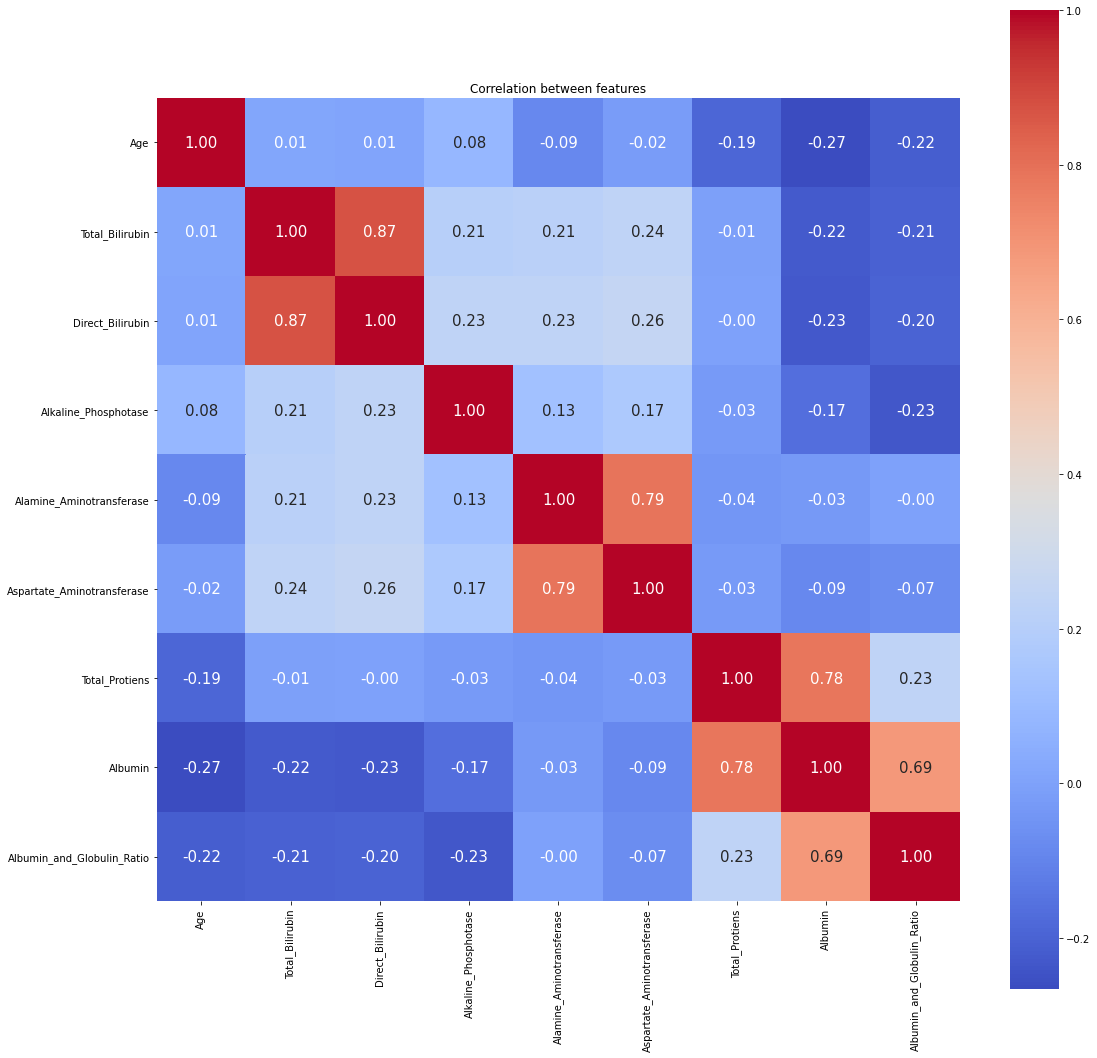 Correlation between features
Age 1.00 0.01 0.01 0.08 -0.09 -0.02 -0.19 -0.27 -0.22
Total_Bilirubin 0.01 1.00 0.87 0.21 0.21 0.24 -0.01 -0.22 -0.21
Direct_Bilirubin 0.01 0.87 1.00 0.23 0.23 0.26 -0.00 -0.23 -0.20
Alkaline_Phosphotase 0.08 0.21 0.23 1.00 0.13 0.17 -0.03 -0.17 -0.23
Alamine_Aminotransferase -0.09 0.21 0.23 0.13 1.00 0.79 -0.04 -0.03 -0.00
Aspartate_Aminotransferase -0.02 0.24 0.26 0.17 0.79 1.00 -0.03 -0.09 -0.07
Total_Protiens -0.19 -0.01 -0.00 -0.03 -0.04 -0.03 1.00 0.78 0.23
Albumin -0.27 -0.22 -0.23 -0.17 -0.03 -0.09 0.78 1.00 0.69
Albumin_and_Globulin_Ratio -0.22 -0.21 -0.20 -0.23 -0.00 -0.07 0.23 0.69 1.00
Age
Total_Bilirubin
Direct_Bilirubin
Alkaline_Phosphotase
Alamine_Aminotransferase
Aspartate_Aminotransferase
Total_Protiens
Albumin
Albumin_and_Globulin_Ratio
1.0
0.8
0.6
0.4
0.2
0.0
−0.2